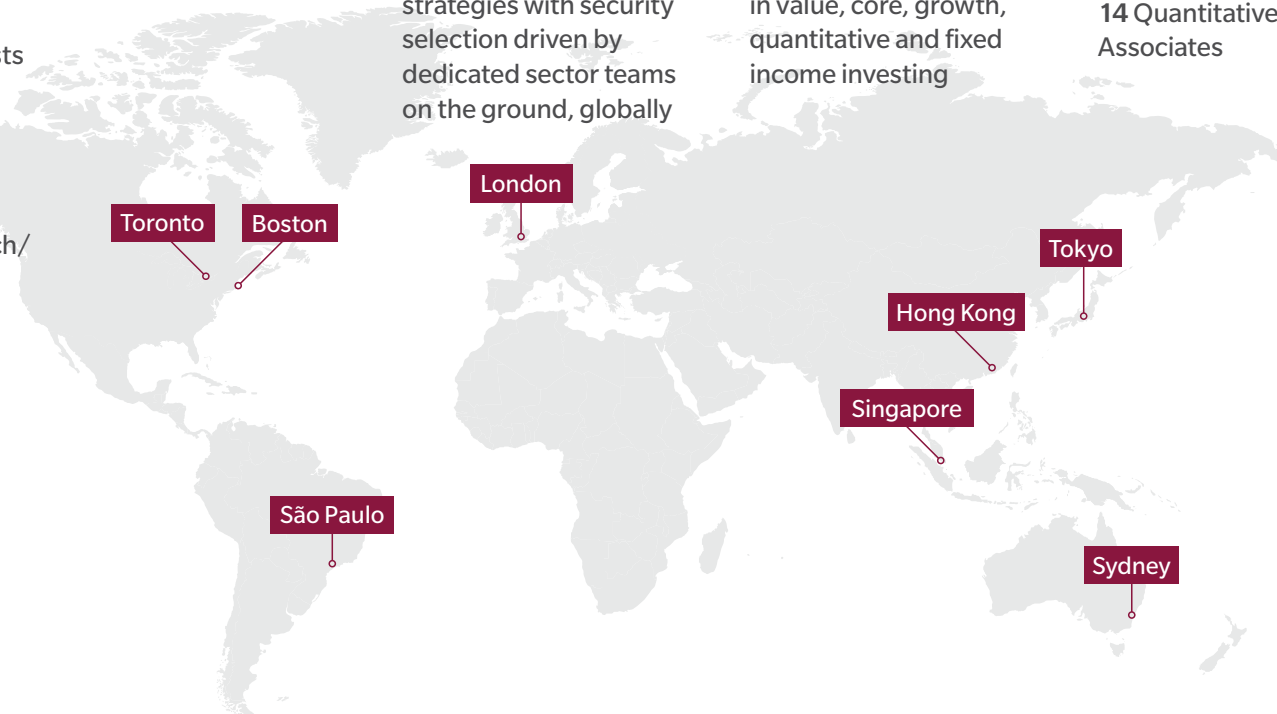 strategies with security
selection driven by
dedicated sector teams
on the ground, globally
in value, core, growth,
quantitative and fixed
income investing
14 Quantitative
Associates
London
Toronto
Boston
Tokyo
Hong Kong
Singapore
São Paulo
Sydney